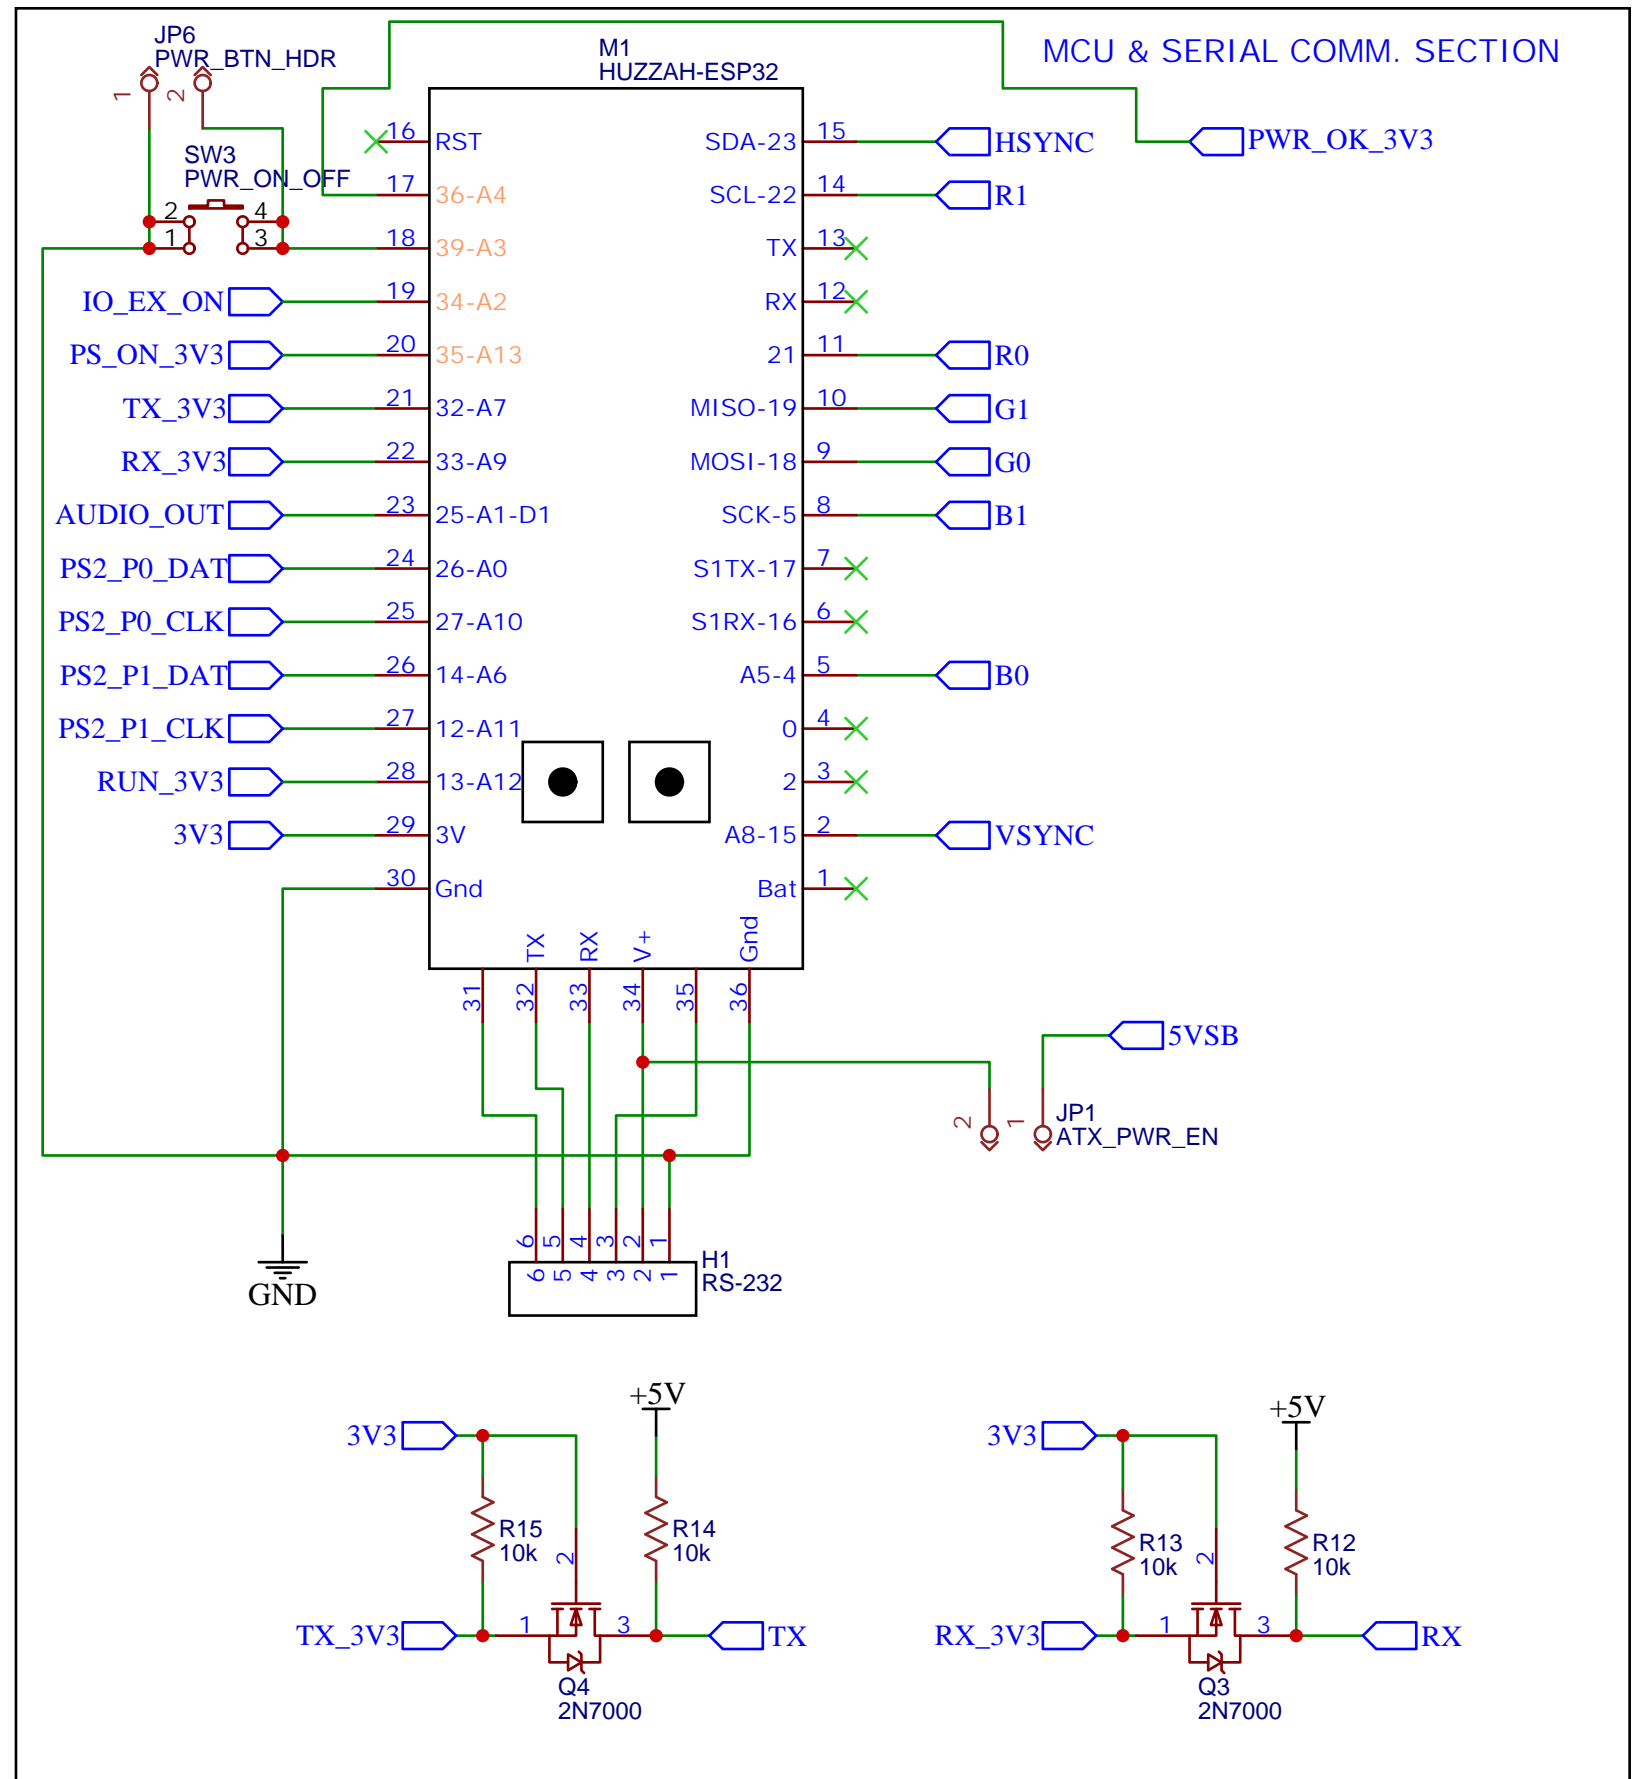 MCU & SERIAL COMM. SECTION
JP6
PWR_BTN_HDR
1
2
M1
HUZZAH-ESP32
SW3
PWR_ON_OFF
2
4
1
3
PWR_OK_3V3
16 RST
17 36-A4
18 39-A3
IO_EX_ON 19 34-A2
PS_ON_3V3 20 35-A13
TX_3V3 21 32-A7
RX_3V3 22 33-A9
AUDIO_OUT 23 25-A1-D1
PS2_P0_DAT 24 26-A0
PS2_P0_CLK 25 27-A10
PS2_P1_DAT 26 14-A6
PS2_P1_CLK 27 12-A11
RUN_3V3 28 13-A12
3V3 29 3V
30 Gnd
SDA-23 15 HSYNC
SCL-22 14 R1
TX 13
RX 12
21 11 R0
MISO-19 10 G1
MOSI-18 9 G0
SCK-5 8 B1
S1TX-17 7
S1RX-16 6
A5-4 5 B0
0 4
2 3
A8-15 2 VSYNC
Bat 1
TX RX V+ Gnd
31 32 33 34 35 36
5VSB
2 1
JP1
ATX_PWR_EN
GND
6 5 4 3 2 1
6 5 4 3 2 1
H1
RS-232
3V3
+5V
R15
10k
R14
10k
2
TX_3V3 1 3 TX
Q4
2N7000
3V3
+5V
R13
10k
R12
10k
2
RX_3V3 1 3 RX
Q3
2N7000